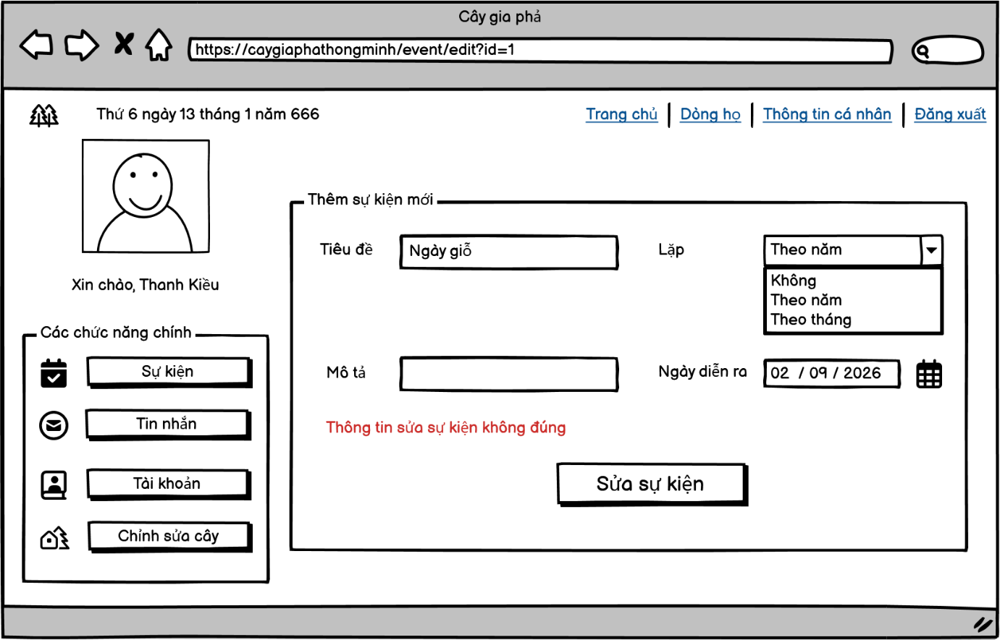 Cây gia phả
https://caygiaphathongminh/event/edit?id=1
Thứ 6 ngày 13 tháng 1 năm 666
Trang chủ
Dòng họ
Thông tin cá nhân
Đăng xuất
Xin chào, Thanh Kiều
Các chức năng chính
Sự kiện
Tin nhắn
Tài khoản
Chỉnh sửa cây
Thêm sự kiện mới
Tiêu đề
Ngày giỗ
Lặp
Theo năm
Không
Theo năm
Theo tháng
Mô tả
Ngày diễn ra
02 / 09 / 2026
Thông tin sửa sự kiện không đúng
Sửa sự kiện